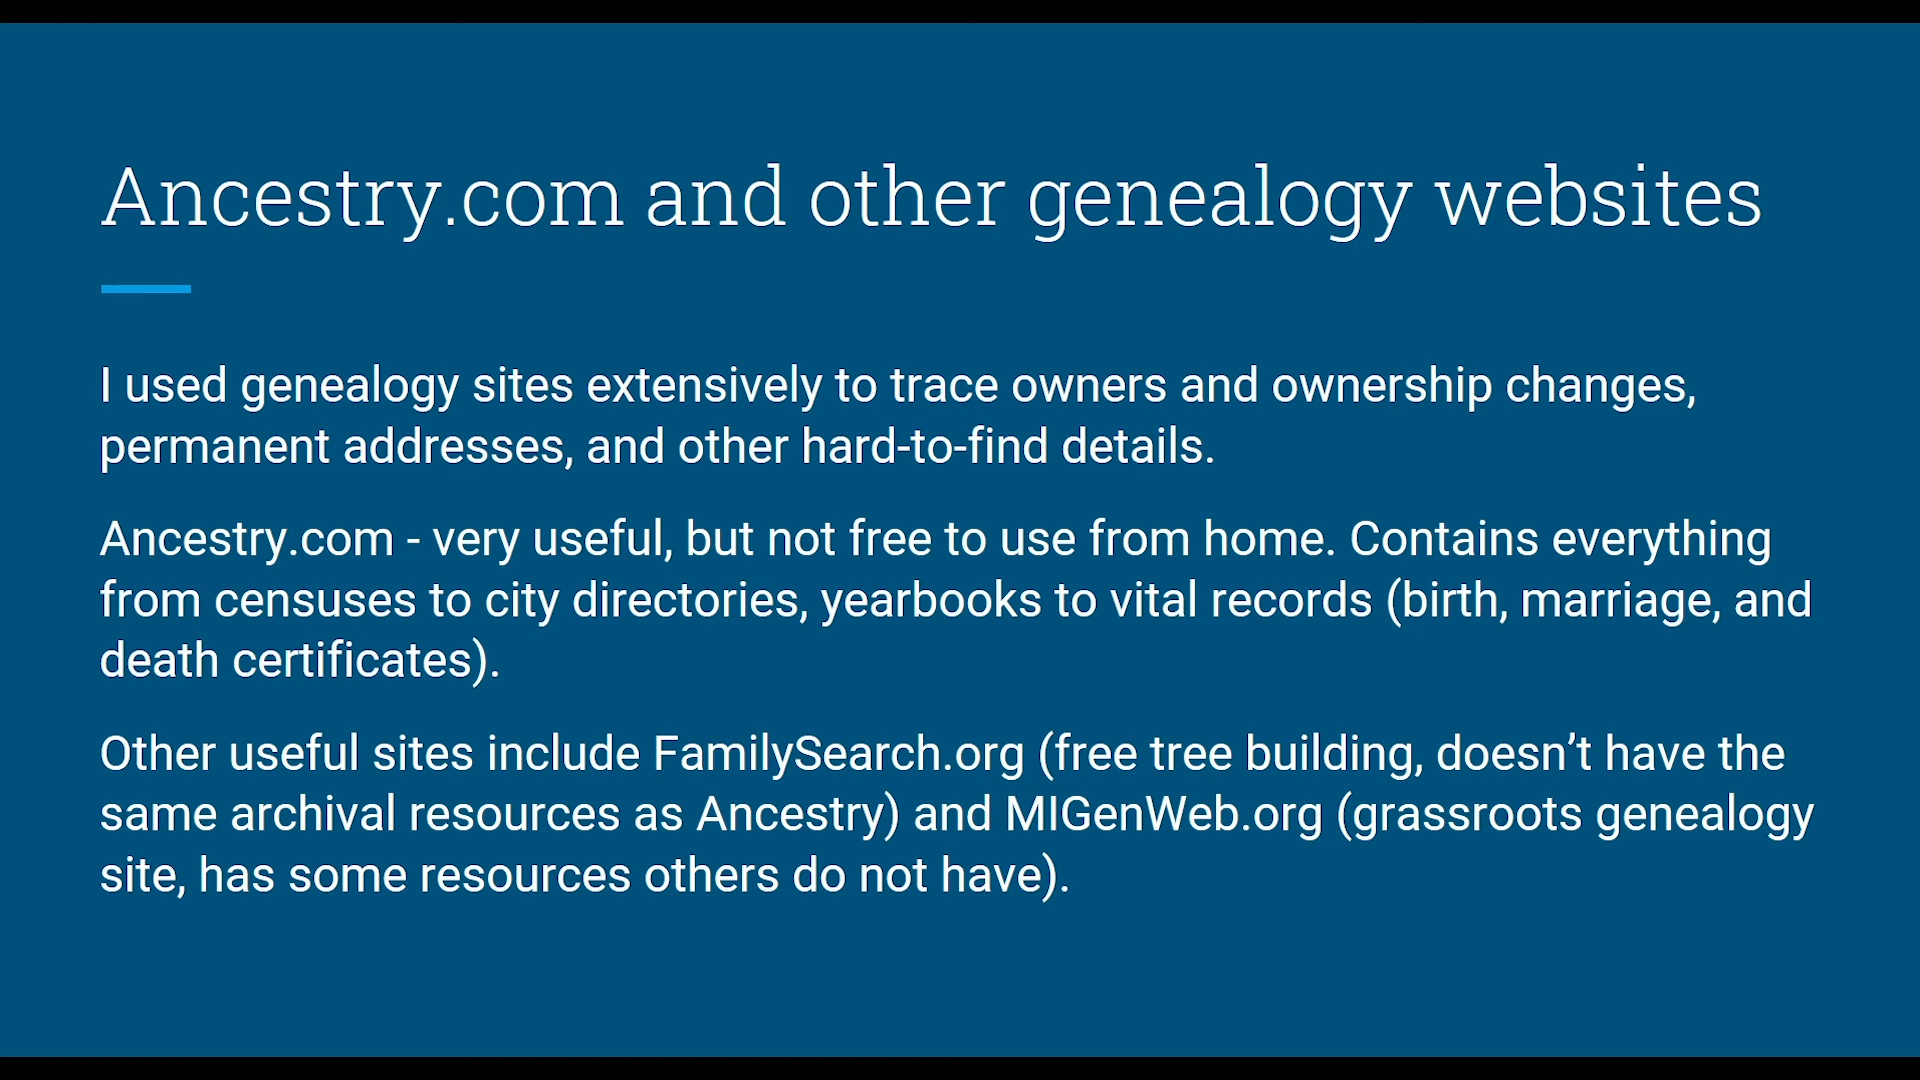 Ancestry.com and other genealogy websites
I used genealogy sites extensively to trace owners and ownership changes,
permanent addresses, and other hard-to-find details.
Ancestry.com - very useful, but not free to use from home. Contains everything
from censuses to city directories, yearbooks to vital records (birth, marriage, and
death certificates).
Other useful sites include FamilySearch.org (free tree building, doesn’t have the
same archival resources as Ancestry) and MIGenWeb.org (grassroots genealogy
site, has some resources others do not have).